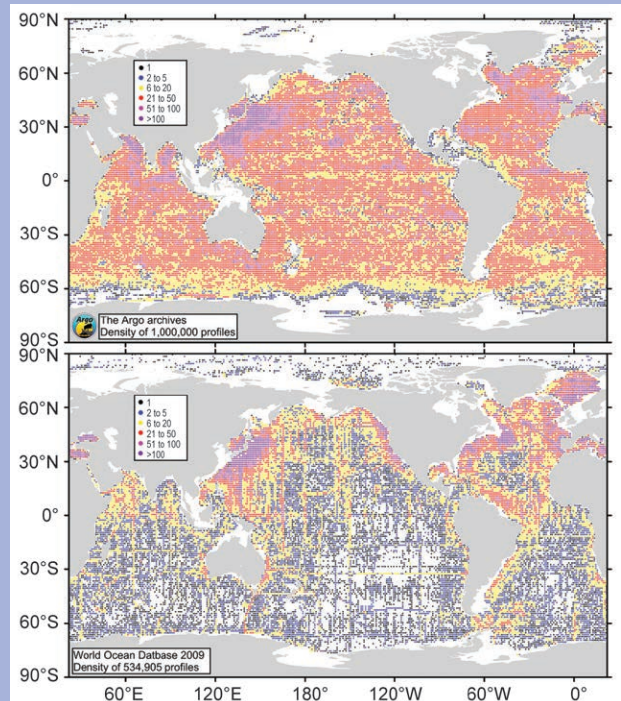 90°N
60°N
30°N
0°
30°S
60°S
90°S
1
2 to 5
6 to 20
21 to 50
51 to 100
>100
Argo
The Argo archives
Density of 1,000,000 profiles
90°N
60°N
30°N
0°
30°S
60°S
90°S
1
2 to 5
6 to 20
21 to 50
51 to 100
>100
World Ocean Datbase 2009
Density of 534,905 profiles
60°E 120°E 180° 120°W 60°W 0°